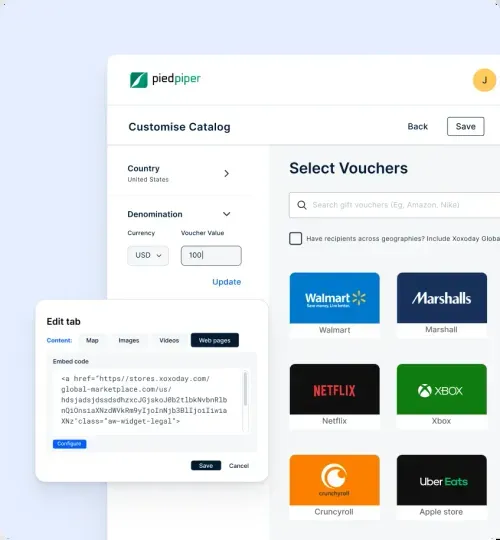 piedpiper
J
Customise Catalog
Back
Save
Country
United States
Denomination
Currency
Voucher Value
USD
100
Update
Select Vouchers
Search gift vouchers (Eg, Amazon, Nike)
Have recipients across geographies? Include Xoxoday Globa
Walmart
Save money. Live better.
Walmart
Marshalls
Marshall
NETFLIX
Netflix
XBOX
Xbox
crunchyroll
Cruncyroll
Uber Eats
Apple store
Edit tab
Content:
Map
Images
Videos
Web pages
Embed code
<a href="https//stores.xoxoday.com/
global-marketplace.com/us/
hdsjadsjdssdsdhzxcJGjskoJ0b2tlbkNvbnRlb
nQiOnsiaXNzdWVkRm9yIjoInNjb3BlIjoiIiwia
XNz'class="aw-widget-legal">
Configure
Save
Cancel